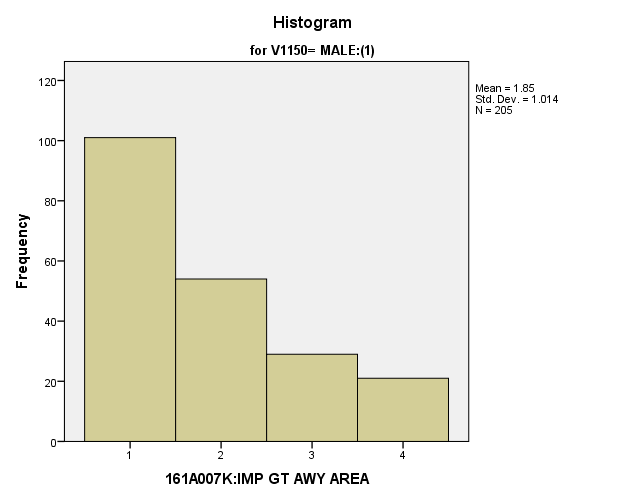 Histogram
for V1150= MALE:(1)
Mean = 1.85
Std. Dev. = 1.014
N = 205
Frequency
120
100
80
60
40
20
0
1 2 3 4
161A007K:IMP GT AWY AREA